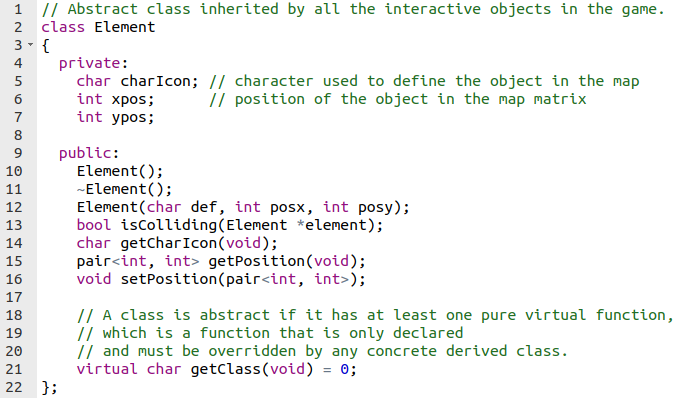 1 // Abstract class inherited by all the interactive objects in the game.
2 class Element
3 {
4   private:
5     char charIcon; // character used to define the object in the map
6     int xpos;      // position of the object in the map matrix
7     int ypos;
8
9   public:
10     Element();
11     ~Element();
12     Element(char def, int posx, int posy);
13     bool isColliding(Element *element);
14     char getCharIcon(void);
15     pair<int, int> getPosition(void);
16     void setPosition(pair<int, int>);
17
18     // A class is abstract if it has at least one pure virtual function,
19     // which is a function that is only declared
20     // and must be overridden by any concrete derived class.
21     virtual char getClass(void) = 0;
22 };